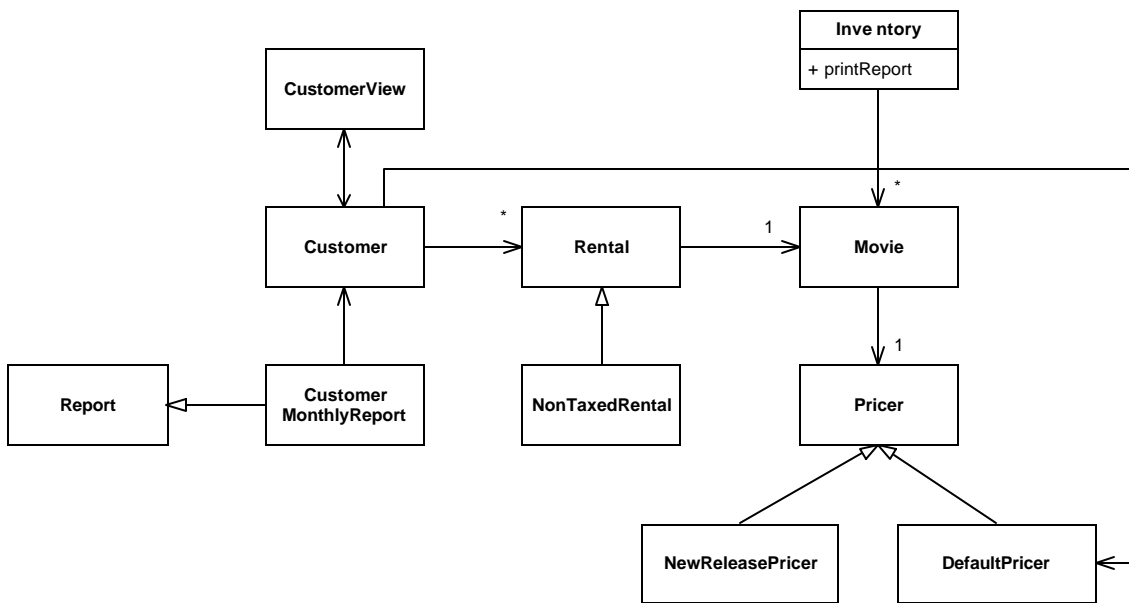 Inve ntory
+ printReport
CustomerView
*
*
1
Customer
Rental
Movie
1
Report
Customer
MonthlyReport
NonTaxedRental
Pricer
NewReleasePricer
DefaultPricer